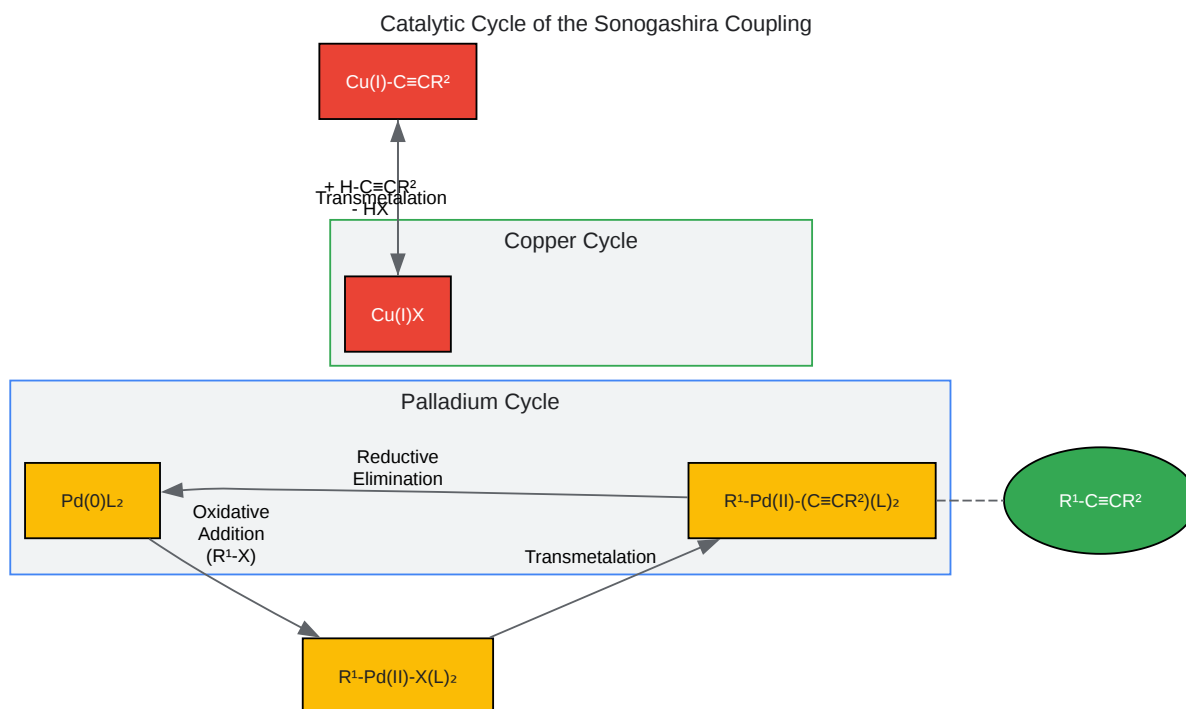 Catalytic Cycle of the Sonogashira Coupling
Cu(I)-C≡CR²
+ H-C≡CR²
Transmetalation
- HX
Copper Cycle
Cu(I)X
Palladium Cycle
Reductive
Elimination
Pd(0)L₂
R¹-Pd(II)-(C≡CR²)(L)₂
R¹-C≡CR²
Oxidative
Addition
(R¹-X)
Transmetalation
R¹-Pd(II)-X(L)₂